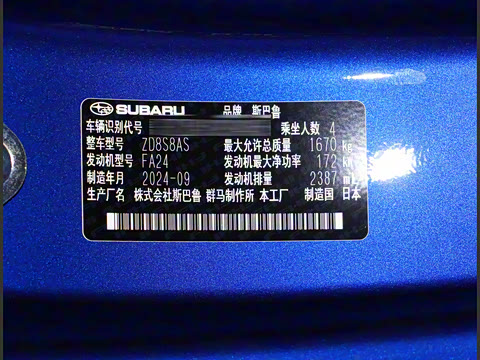 SUBARU 品牌 斯巴鲁
车辆识别代号 乘坐人数 4
整车型号 ZD8S8AS 最大允许总质量 1670 kg
发动机型号 FA24 发动机最大净功率 172 kW
制造年月 2024-09 发动机排量 2387 mL
生产厂名 株式会社斯巴鲁 群马制作所 本工厂 制造国 日本